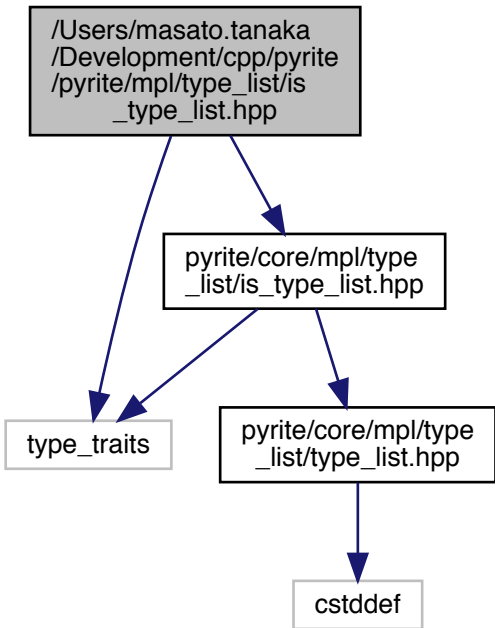 /Users/masato.tanaka
/Development/cpp/pyrite
/pyrite/mpl/type_list/is
_type_list.hpp
pyrite/core/mpl/type
_list/is_type_list.hpp
type_traits
pyrite/core/mpl/type
_list/type_list.hpp
cstddef